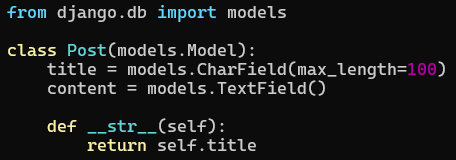 from django.db import models

class Post(models.Model):
    title = models.CharField(max_length=100)
    content = models.TextField()

    def __str__(self):
        return self.title